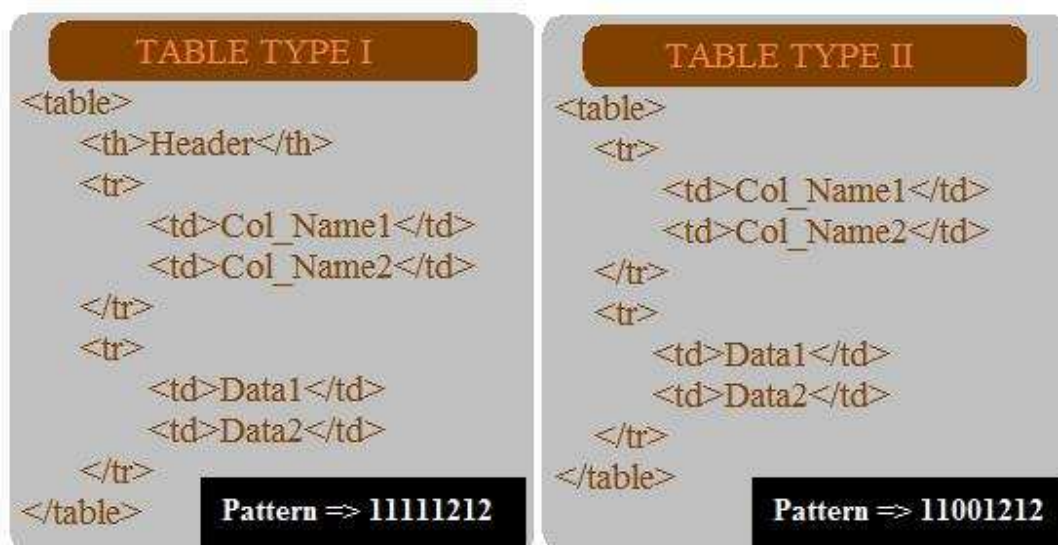 TABLE TYPE I
<table>
<th>Header</th>
<tr>
<td>Col_Name1</td>
<td>Col_Name2</td>
</tr>
<tr>
<td>Data1</td>
<td>Data2</td>
</tr>
</table>
Pattern => 11111212
TABLE TYPE II
<table>
<tr>
<td>Col_Name1</td>
<td>Col_Name2</td>
</tr>
<tr>
<td>Data1</td>
<td>Data2</td>
</tr>
</table>
Pattern => 11001212